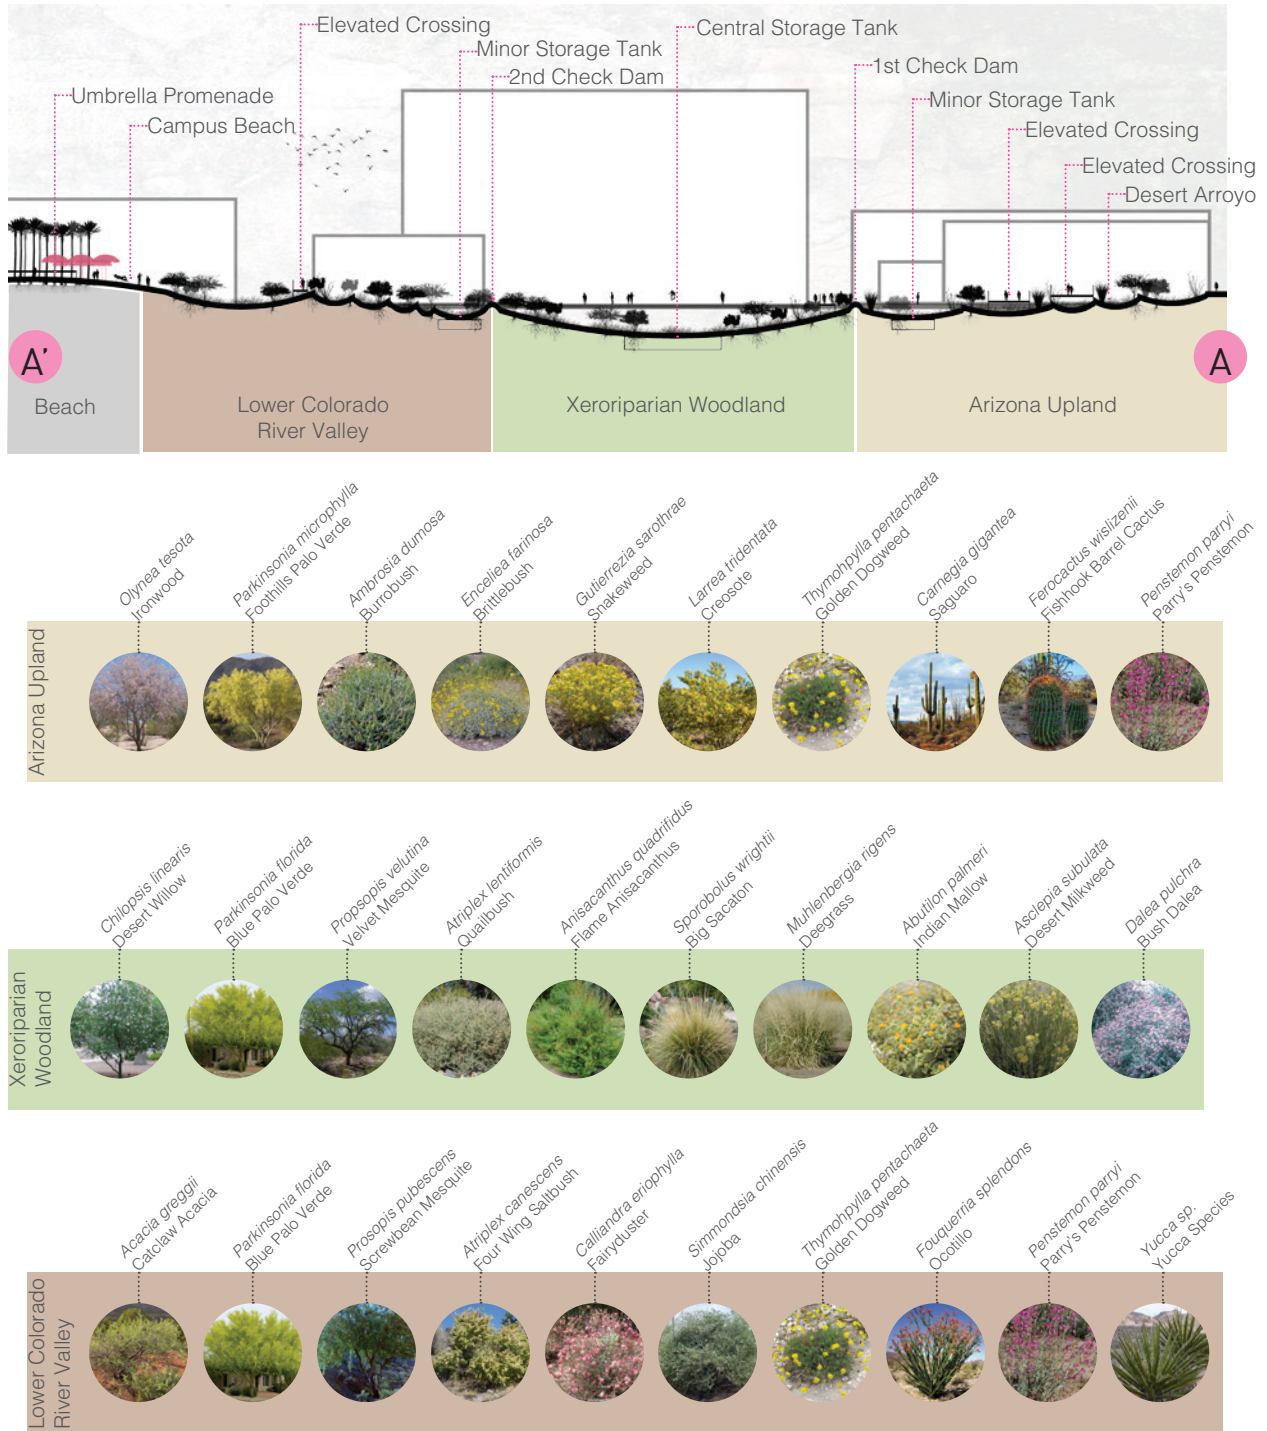 Elevated Crossing
Central Storage Tank
Minor Storage Tank
2nd Check Dam
1st Check Dam
Umbrella Promenade
Minor Storage Tank
Campus Beach
Elevated Crossing
Elevated Crossing
Desert Arroyo
A'
A
Beach
Lower Colorado
River Valley
Xeroriparian Woodland
Arizona Upland
Arizona Upland
Olynea tesota
Ironwood
Parkinsonia microphylla
Foothills Palo Verde
Ambrosia dumosa
Burrobush
Enceliea farinosa
Brittlebush
Gutierrezia sarothrae
Snakeweed
Larrea tridentata
Creosote
Thymohpylla pentachaeta
Golden Dogweed
Carnegia gigantea
Saguaro
Ferocactus wislizenii
Fishhook Barrel Cactus
Penstemon parryi
Parry's Penstemon
Xeroriparian
Woodland
Chilopsis linearis
Desert Willow
Parkinsonia florida
Blue Palo Verde
Propsopis velutina
Velvet Mesquite
Atriplex lentiformis
Quailbush
Anisacanthus quadrifidus
Flame Anisacanthus
Sporobolus wrightii
Big Sacaton
Muhlenbergia rigens
Deegrass
Abutilon palmeri
Indian Mallow
Asclepia subulata
Desert Milkweed
Dalea pulchra
Bush Dalea
Lower Colorado
River Valley
Acacia greggii
Catclaw Acacia
Parkinsonia florida
Blue Palo Verde
Prosopis pubescens
Screwbean Mesquite
Atriplex canescens
Four Wing Saltbush
Calliandra eriophylla
Fairyduster
Simmondsia chinensis
Jojoba
Thymohpylla pentachaeta
Golden Dogweed
Fouquerria splendons
Ocotillo
Penstemon parryi
Parry's Penstemon
Yucca sp.
Yucca Species